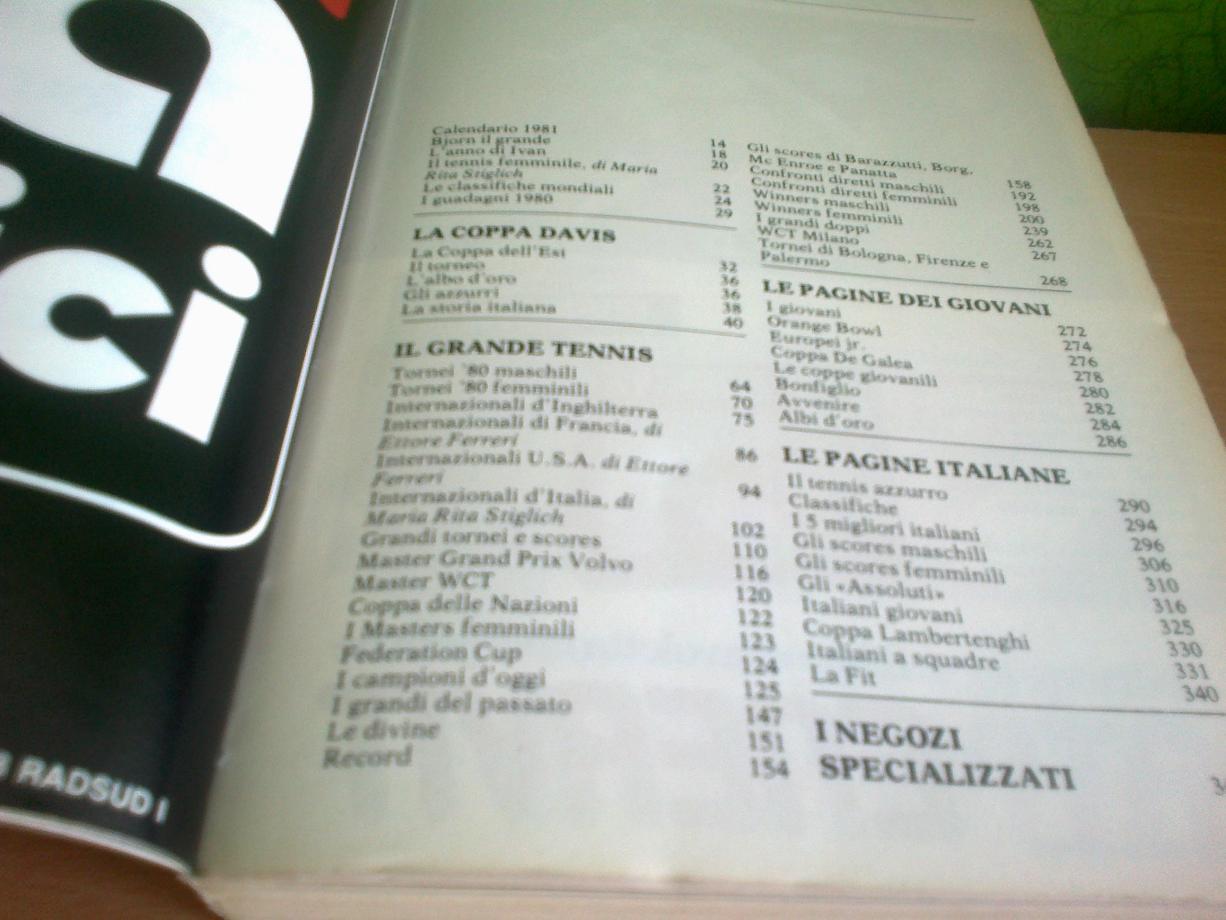 ci
RADSUD I
Calendario 1981
Bjorn il grande
L'anno di Ivan
Il tennis femminile, di Maria
Rita Stiglich
Le classifiche mondiali
I guadagni 1980
14
18
20
22
24
29
LA COPPA DAVIS
La Coppa dell'Est
Il torneo
L'albo d'oro
Gli azzurri
La storia italiana
32
36
36
38
40
IL GRANDE TENNIS
Tornei '80 maschili
Tornei '80 femminili
Internazionali d'Inghilterra
Internazionali di Francia, di
Ettore Ferreri
Internazionali U.S.A. di Ettore
Ferreri
Internazionali d'Italia, di
Maria Rita Stiglich
Grandi tornei e scores
Master Grand Prix Volvo
Master WCT
Coppa delle Nazioni
I Masters femminili
Federation Cup
I campioni d'oggi
I grandi del passato
Le divine
Record
64
70
75
86
94
102
110
116
120
122
123
124
125
147
151
154
Gli scores di Barazzutti, Borg,
Mc Enroe e Panatta
Confronti diretti maschili
Confronti diretti femminili
Winners maschili
Winners femminili
I grandi doppi
WCT Milano
Tornei di Bologna, Firenze e
Palermo
158
192
198
200
239
262
267
268
LE PAGINE DEI GIOVANI
I giovani
Orange Bowl
Europei jr.
Coppa De Galea
Le coppe giovanili
Bonfiglio
Avvenire
Albi d'oro
272
274
276
278
280
282
284
286
LE PAGINE ITALIANE
Il tennis azzurro
Classifiche
I 5 migliori italiani
Gli scores maschili
Gli scores femminili
Gli «Assoluti»
Italiani giovani
Coppa Lambertenghi
Italiani a squadre
La Fit
290
294
296
306
310
316
325
330
331
340
I NEGOZI
SPECIALIZZATI